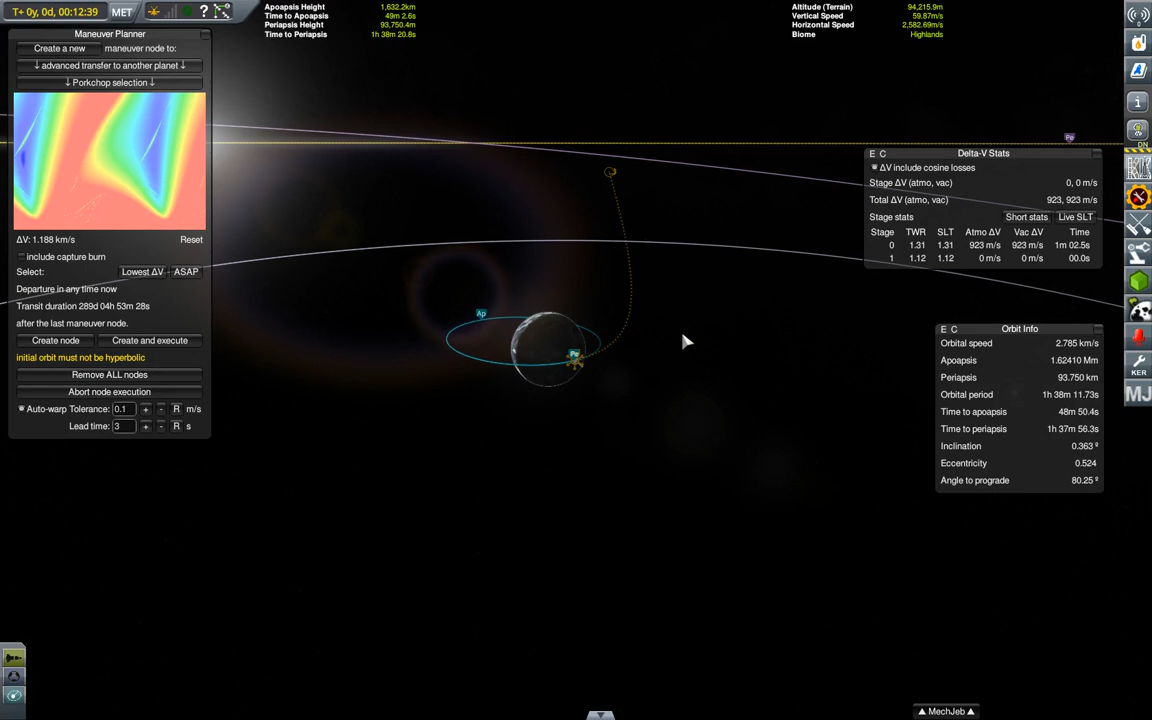 T+ 0y, 0d, 00:12:39 MET
?
Apoapsis Height 1,632.2km
Time to Apoapsis 49m 2.6s
Periapsis Height 93,750.4m
Time to Periapsis 1h 38m 20.8s
Altitude (Terrain) 94,215.9m
Vertical Speed 59.87m/s
Horizontal Speed 2,582.69m/s
Biome Highlands
Maneuver Planner
Create a new maneuver node to:
↓ advanced transfer to another planet ↓
↓ Porkchop selection ↓
ΔV: 1.188 km/s Reset
include capture burn
Select: Lowest ΔV ASAP
Departure in any time now
Transit duration 289d 04h 53m 28s
after the last maneuver node.
Create node Create and execute
initial orbit must not be hyperbolic
Remove ALL nodes
Abort node execution
Auto-warp Tolerance: 0.1 + - R m/s
Lead time: 3 + - R s
Pe
Ap
Pe
E C Delta-V Stats
ΔV include cosine losses
Stage ΔV (atmo, vac) 0, 0 m/s
Total ΔV (atmo, vac) 923, 923 m/s
Stage stats Short stats Live SLT
Stage TWR SLT Atmo ΔV Vac ΔV Time
0 1.31 1.31 923 m/s 923 m/s 1m 02.5s
1 1.12 1.12 0 m/s 0 m/s 00.0s
E C Orbit Info
Orbital speed 2.785 km/s
Apoapsis 1.62410 Mm
Periapsis 93.750 km
Orbital period 1h 38m 11.73s
Time to apoapsis 48m 50.4s
Time to periapsis 1h 37m 56.3s
Inclination 0.363 º
Eccentricity 0.524
Angle to prograde 80.25 º
DN
KER
MJ
▲ MechJeb ▲